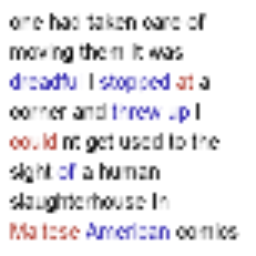 one had taken care of
moving them It was
dreadful I stopped at a
corner and threw up I
could nt get used to the
sight of a human
slaughterhouse In
Maltese American comics